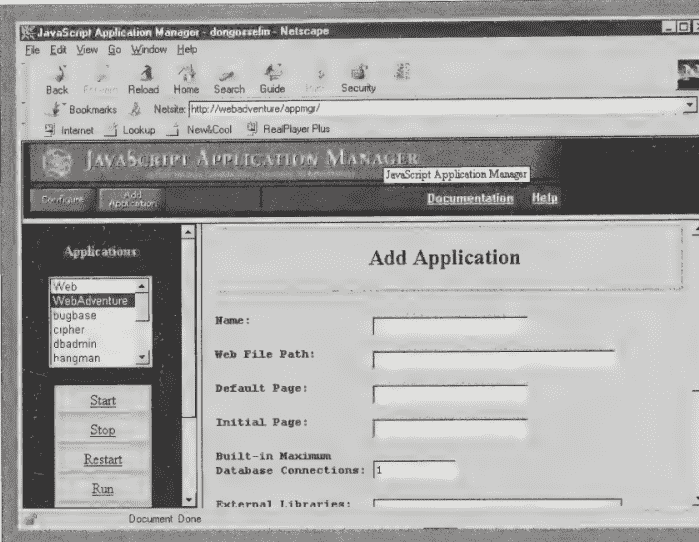 JavaScript Application Manager - dongosselin - Netscape
File Edit View Go Window Help
Back Forward Reload Home Search Guide Security
Bookmarks Netsite: http://webadventure/appmgr/
Internet Lookup New&Cool RealPlayer Plus
JAVASCRIPT APPLICATION MANAGER
JavaScript Application Manager
Configure Add Application Documentation Help
Applications
Web
WebAdventure
bugbase
cipher
dbadmin
hangman
Start
Stop
Restart
Run
Add Application
Name:
Web File Path:
Default Page:
Initial Page:
Built-in Maximum
Database Connections: 1
External Libraries:
Document Done